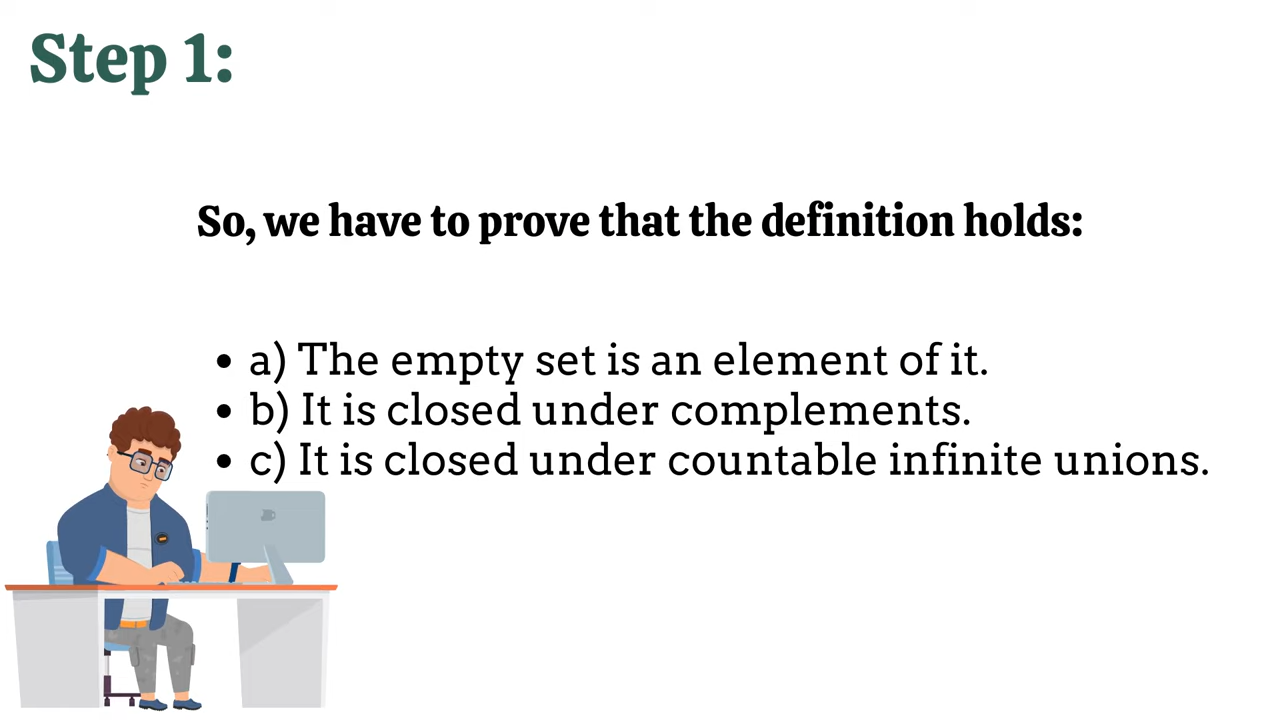 Step 1:
So, we have to prove that the definition holds:
• a) The empty set is an element of it.
• b) It is closed under complements.
• c) It is closed under countable infinite unions.